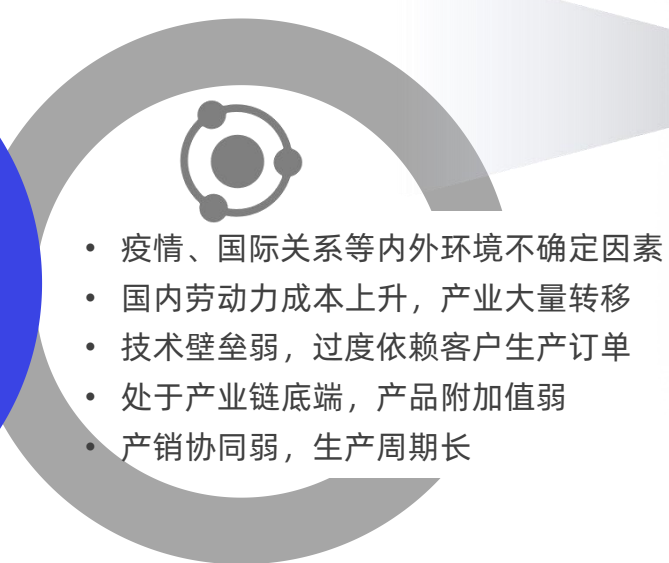 • 疫情、国际关系等内外环境不确定因素
• 国内劳动力成本上升，产业大量转移
• 技术壁垒弱，过度依赖客户生产订单
• 处于产业链底端，产品附加值弱
• 产销协同弱，生产周期长